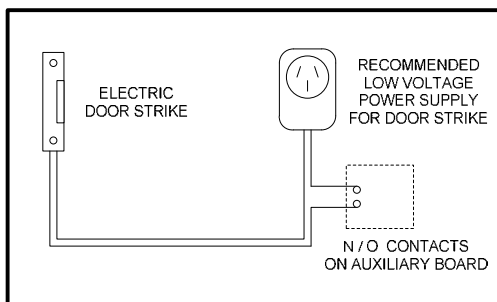 ELECTRIC
DOOR STRIKE
RECOMMENDED
LOW VOLTAGE
POWER SUPPLY
FOR DOOR STRIKE
N / O CONTACTS
ON AUXILIARY BOARD